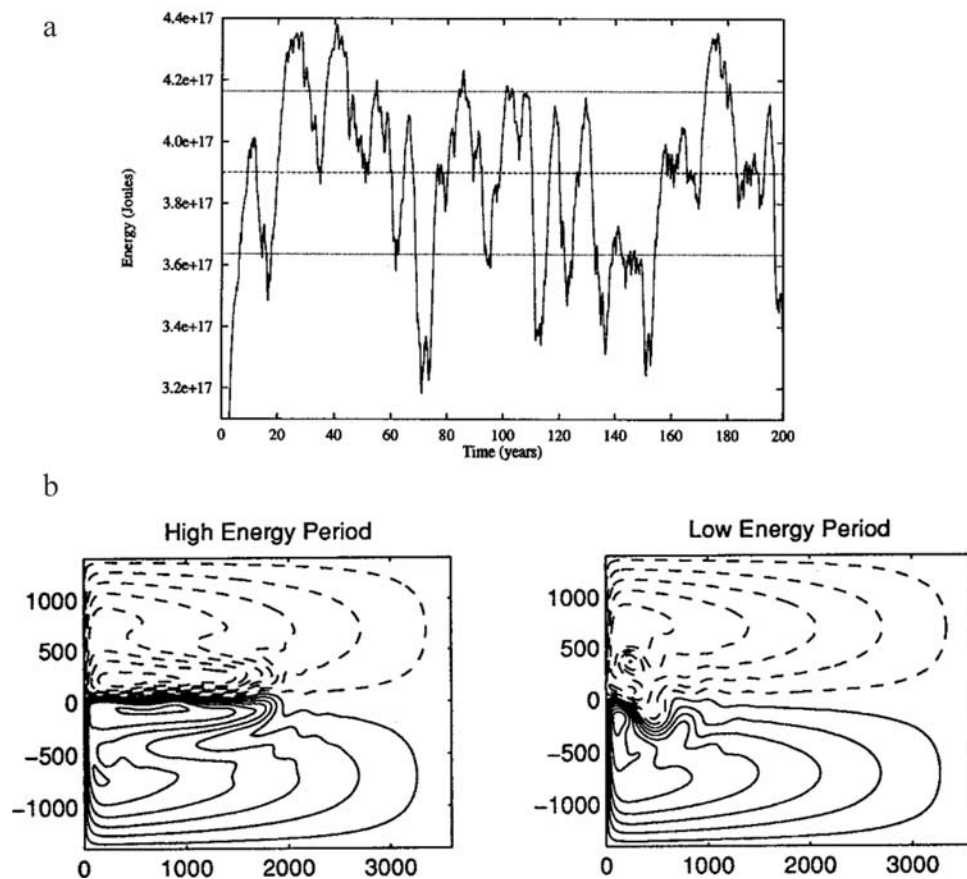 a
4.4e+17
4.2e+17
4.0e+17
3.8e+17
3.6e+17
3.4e+17
3.2e+17
Energy (Joules)
0 20 40 60 80 100 120 140 160 180 200
Time (years)
b
High Energy Period
1000
500
0
−500
−1000
0 1000 2000 3000
Low Energy Period
1000
500
0
−500
−1000
0 1000 2000 3000